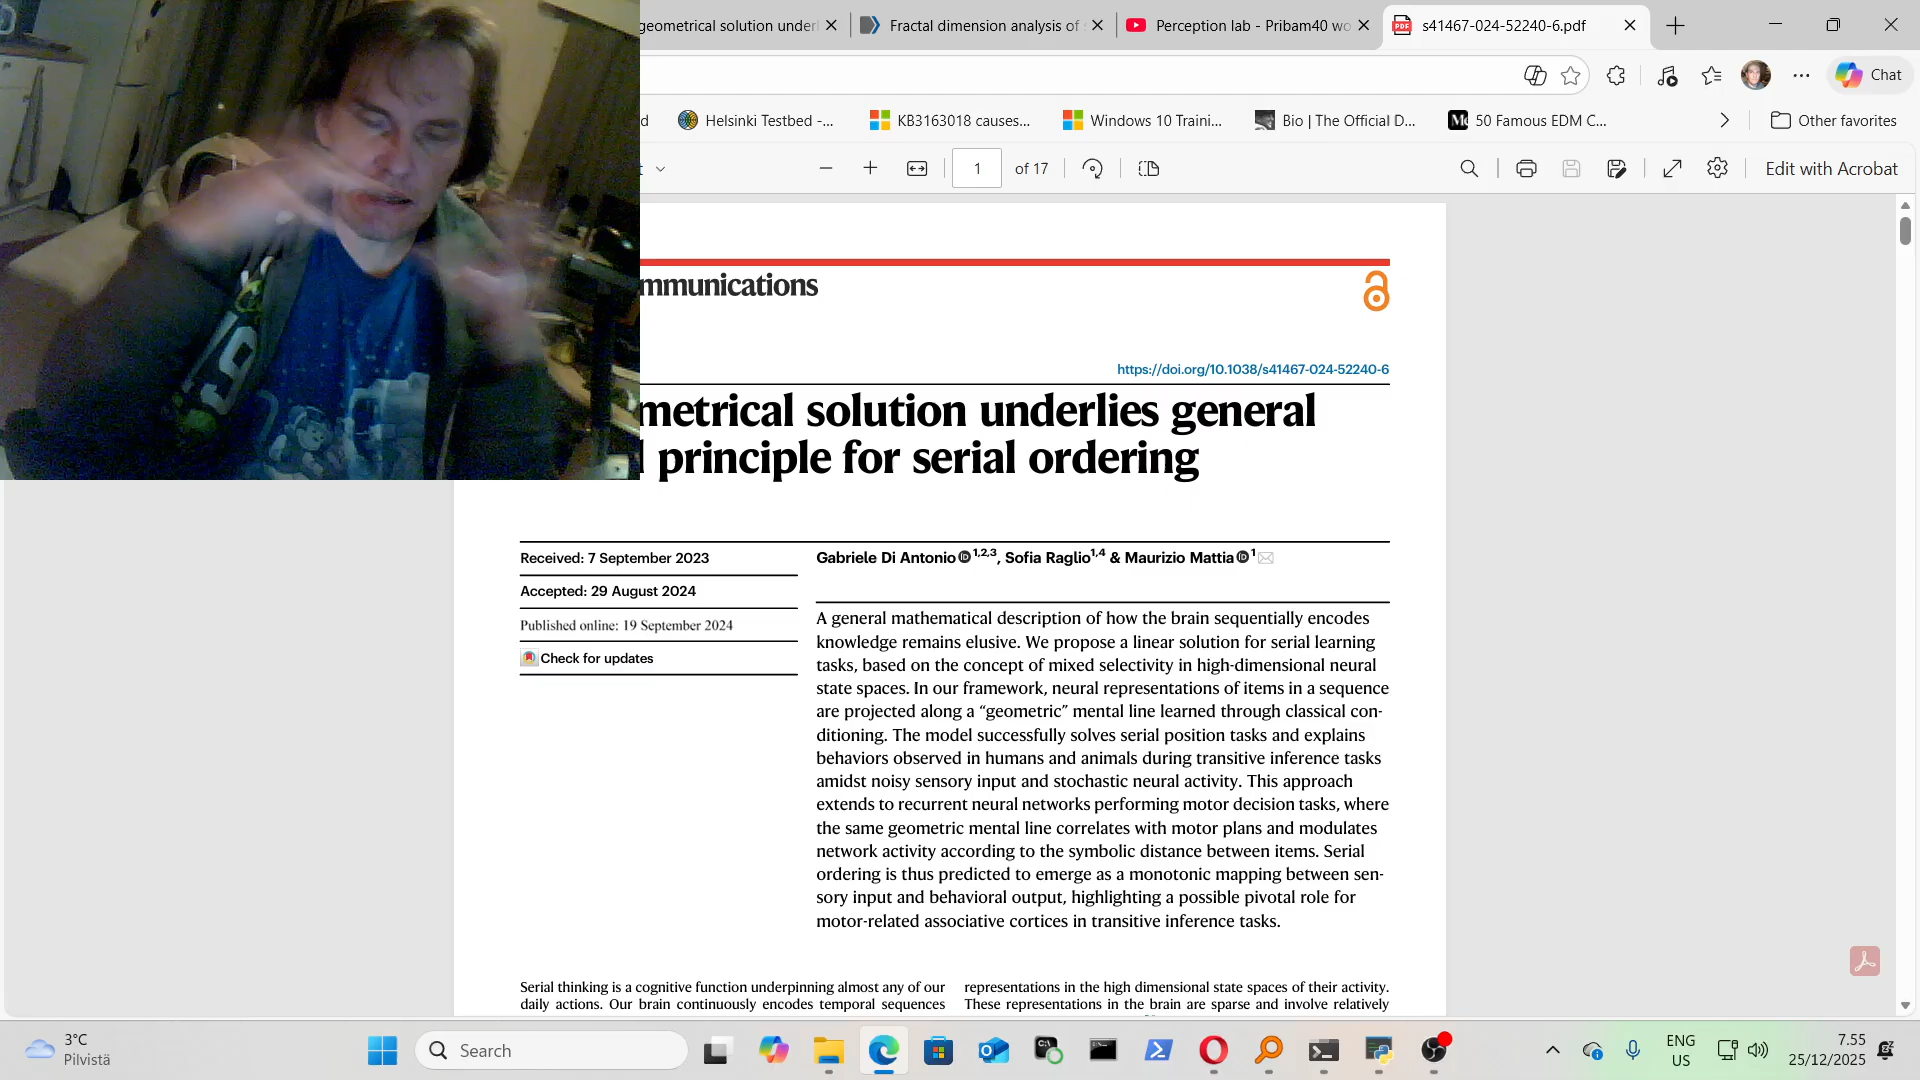 geometrical solution underl
Fractal dimension analysis of
Perception lab - Pribam40 wo
s41467-024-52240-6.pdf
Chat
d
Helsinki Testbed -...
KB3163018 causes...
Windows 10 Traini...
Bio | The Official D...
50 Famous EDM C...
Other favorites
1
of 17
Edit with Acrobat
mmunications
https://doi.org/10.1038/s41467-024-52240-6
metrical solution underlies general
l principle for serial ordering
Received: 7 September 2023
Accepted: 29 August 2024
Published online: 19 September 2024
Check for updates
Gabriele Di Antonio 1,2,3, Sofia Raglio1,4 & Maurizio Mattia 1
A general mathematical description of how the brain sequentially encodes
knowledge remains elusive. We propose a linear solution for serial learning
tasks, based on the concept of mixed selectivity in high-dimensional neural
state spaces. In our framework, neural representations of items in a sequence
are projected along a “geometric” mental line learned through classical con-
ditioning. The model successfully solves serial position tasks and explains
behaviors observed in humans and animals during transitive inference tasks
amidst noisy sensory input and stochastic neural activity. This approach
extends to recurrent neural networks performing motor decision tasks, where
the same geometric mental line correlates with motor plans and modulates
network activity according to the symbolic distance between items. Serial
ordering is thus predicted to emerge as a monotonic mapping between sen-
sory input and behavioral output, highlighting a possible pivotal role for
motor-related associative cortices in transitive inference tasks.
Serial thinking is a cognitive function underpinning almost any of our
daily actions. Our brain continuously encodes temporal sequences
representations in the high dimensional state spaces of their activity.
These representations in the brain are sparse and involve relatively
3°C
Pilvistä
Search
ENG
US
7.55
25/12/2025